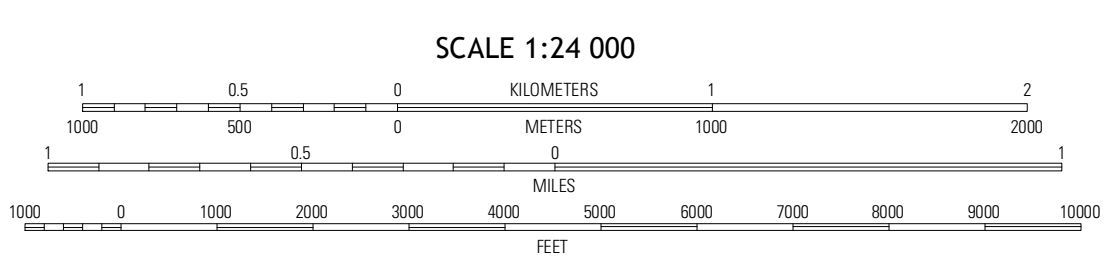 SCALE 1:24 000
1 0.5 0 KILOMETERS 1 2
1000 500 0 METERS 1000 2000
1 0.5 0 1
MILES
1000 0 1000 2000 3000 4000 5000 6000 7000 8000 9000 10000
FEET